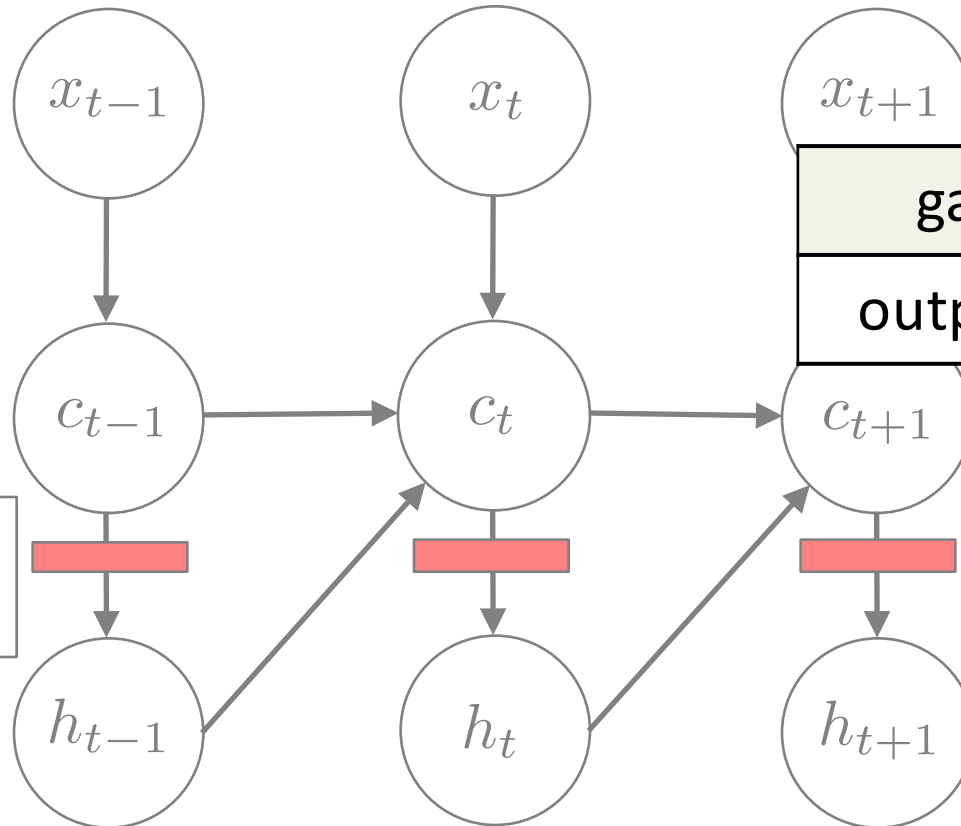 x_{t-1} x_t x_{t+1}
c_{t-1} c_t c_{t+1}
h_{t-1} h_t h_{t+1}